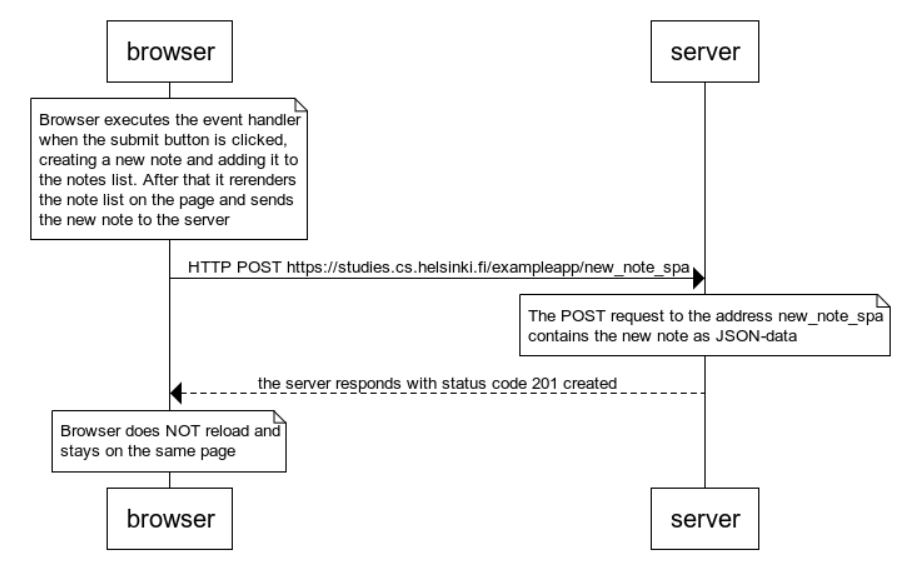 browser
server
Browser executes the event handler
when the submit button is clicked,
creating a new note and adding it to
the notes list. After that it rerenders
the note list on the page and sends
the new note to the server
HTTP POST https://studies.cs.helsinki.fi/exampleapp/new_note_spa
The POST request to the address new_note_spa
contains the new note as JSON-data
the server responds with status code 201 created
Browser does NOT reload and
stays on the same page
browser
server